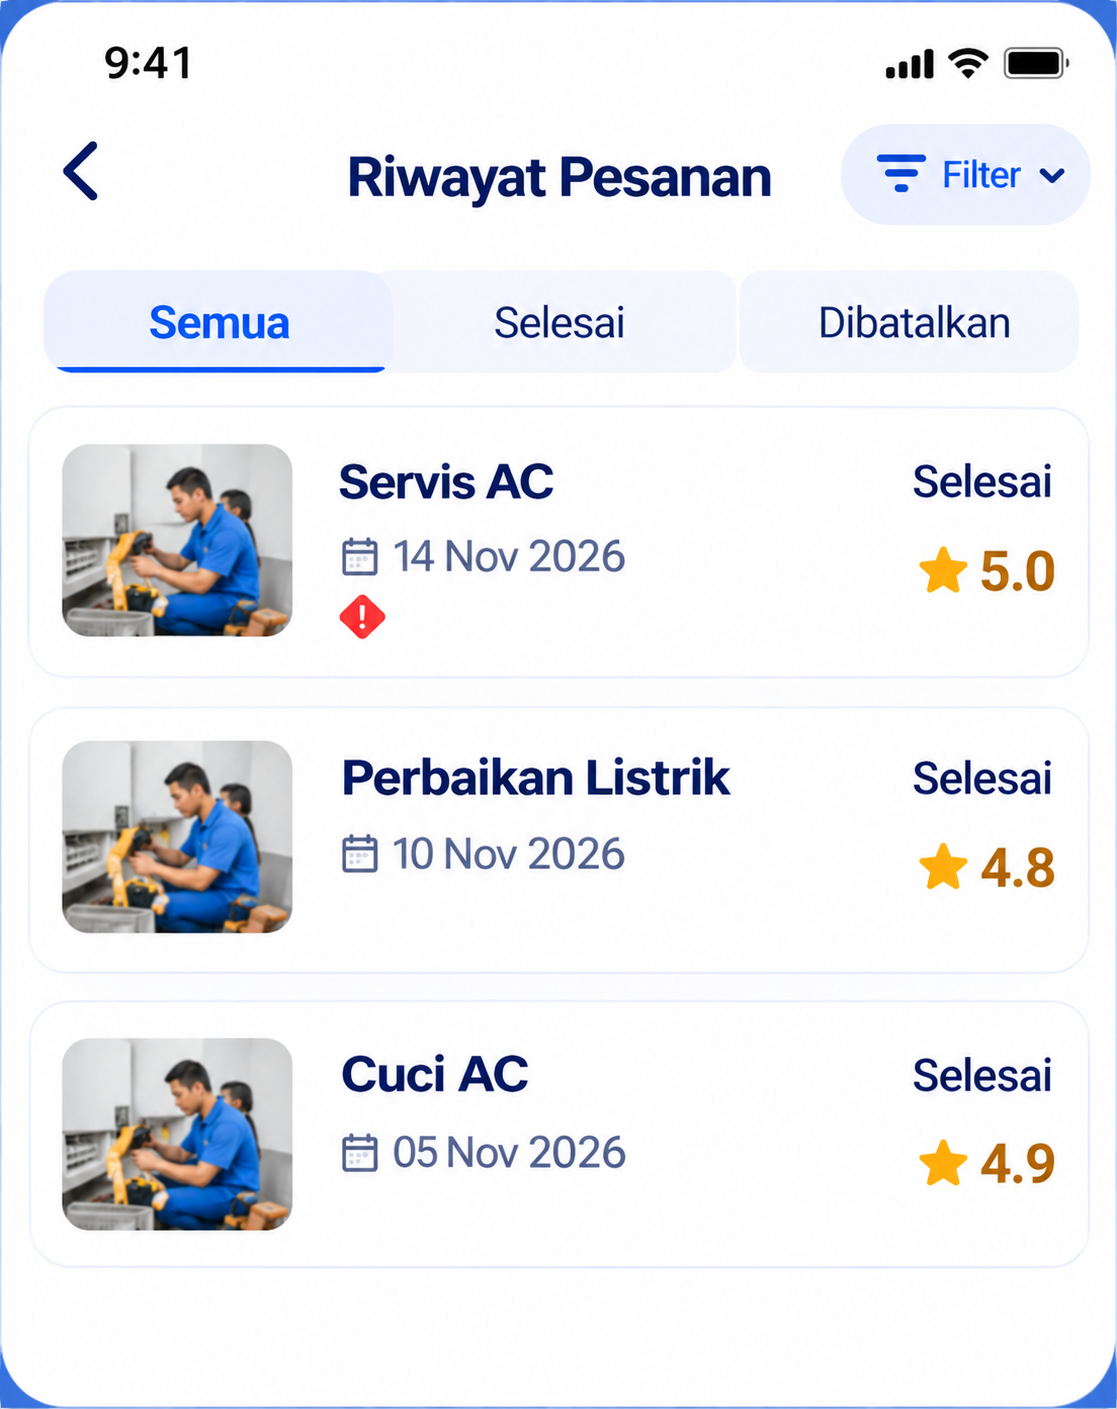 9:41
Riwayat Pesanan
Filter
Semua
Selesai
Dibatalkan
Servis AC
Selesai
14 Nov 2026
5.0
Perbaikan Listrik
Selesai
10 Nov 2026
4.8
Cuci AC
Selesai
05 Nov 2026
4.9